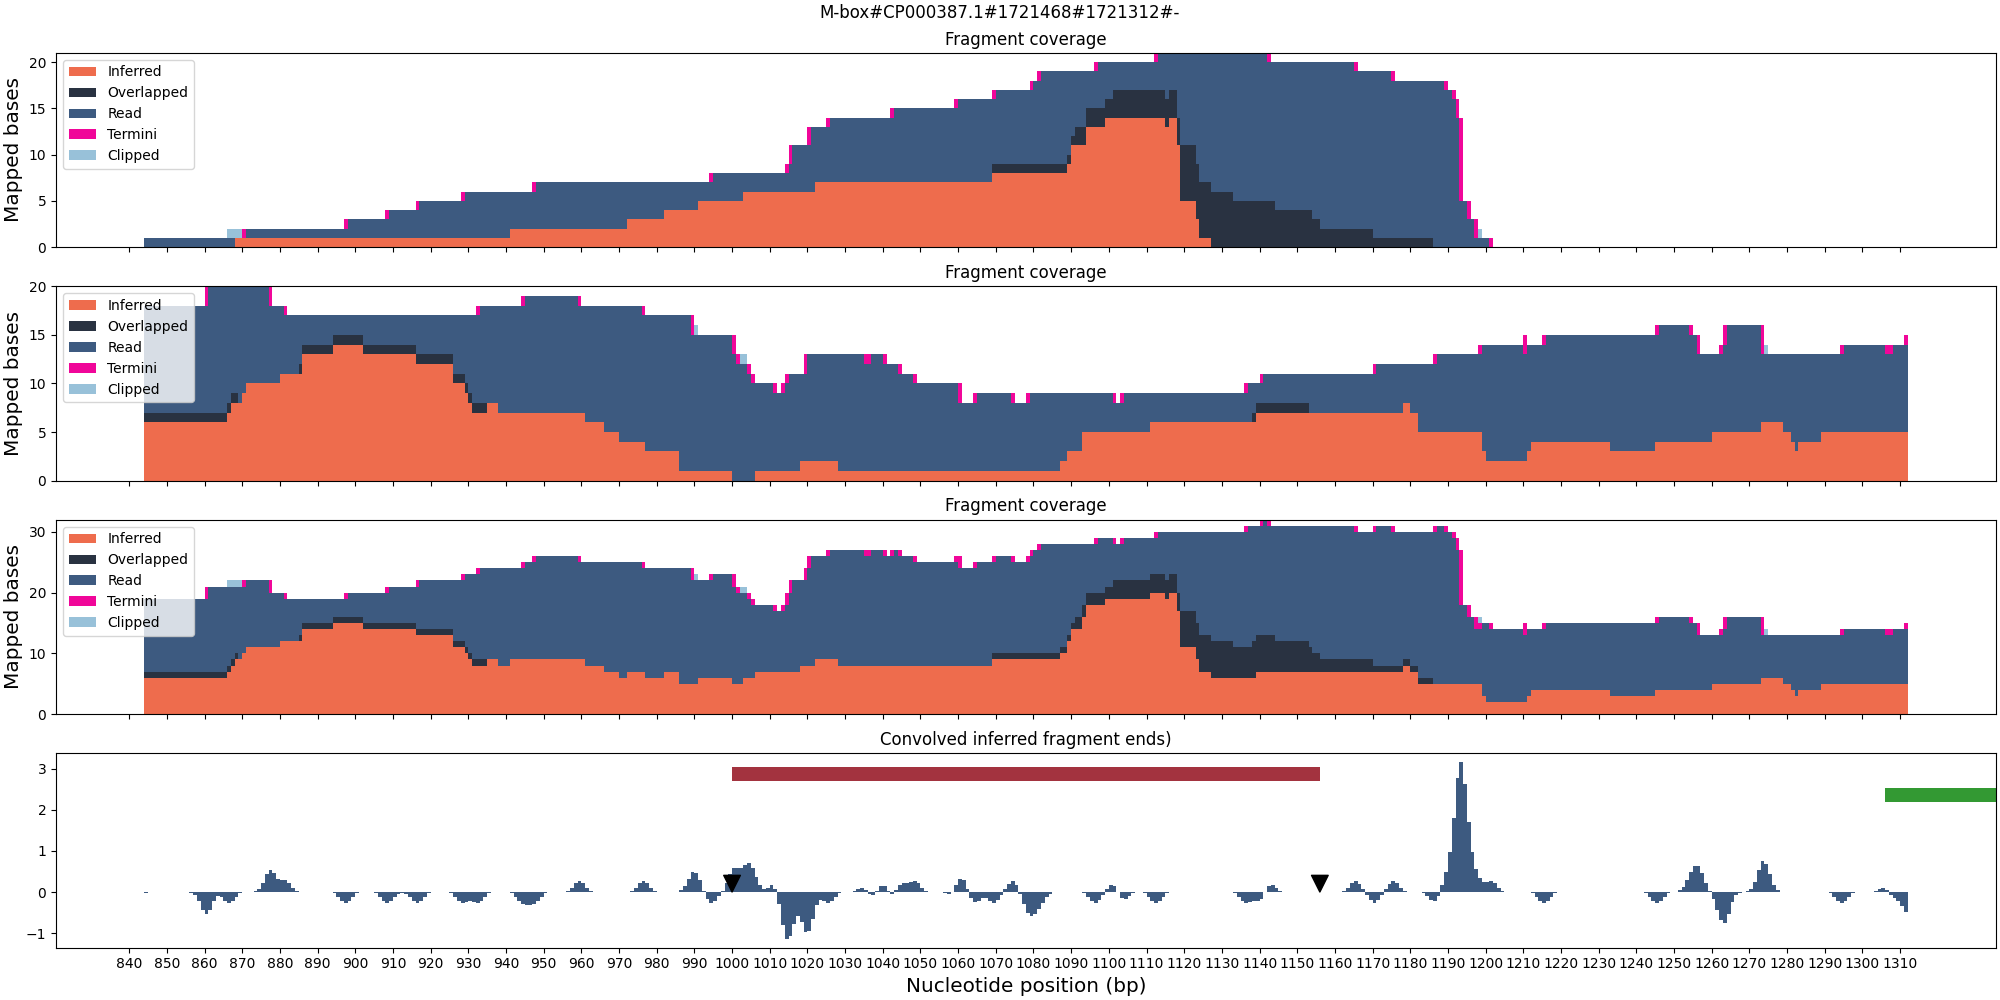 M-box#CP000387.1#1721468#1721312#-
Fragment coverage
Mapped bases
20
15
10
5
0
Inferred
Overlapped
Read
Termini
Clipped
Fragment coverage
Mapped bases
20
15
10
5
0
Inferred
Overlapped
Read
Termini
Clipped
Fragment coverage
Mapped bases
30
20
10
0
Inferred
Overlapped
Read
Termini
Clipped
Convolved inferred fragment ends)
3
2
1
0
−1
840 850 860 870 880 890 900 910 920 930 940 950 960 970 980 990 1000 1010 1020 1030 1040 1050 1060 1070 1080 1090 1100 1110 1120 1130 1140 1150 1160 1170 1180 1190 1200 1210 1220 1230 1240 1250 1260 1270 1280 1290 1300 1310
Nucleotide position (bp)